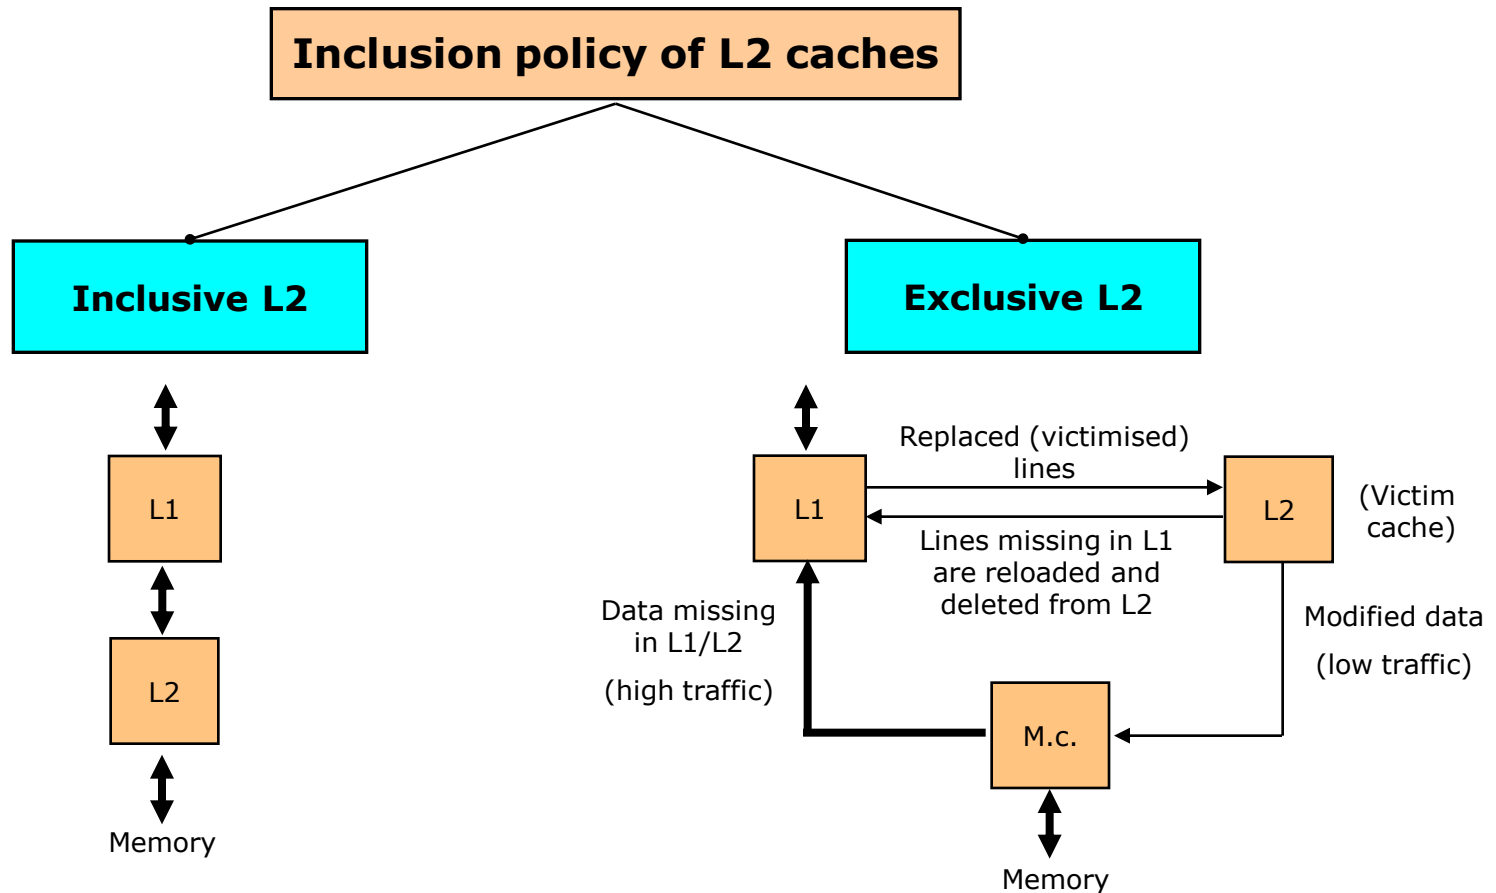 Inclusion policy of L2 caches
Inclusive L2
Exclusive L2
L1
L2
Memory
L1
Replaced (victimised)
lines
L2
(Victim
cache)
Lines missing in L1
are reloaded and
deleted from L2
Data missing
in L1/L2
(high traffic)
Modified data
(low traffic)
M.c.
Memory